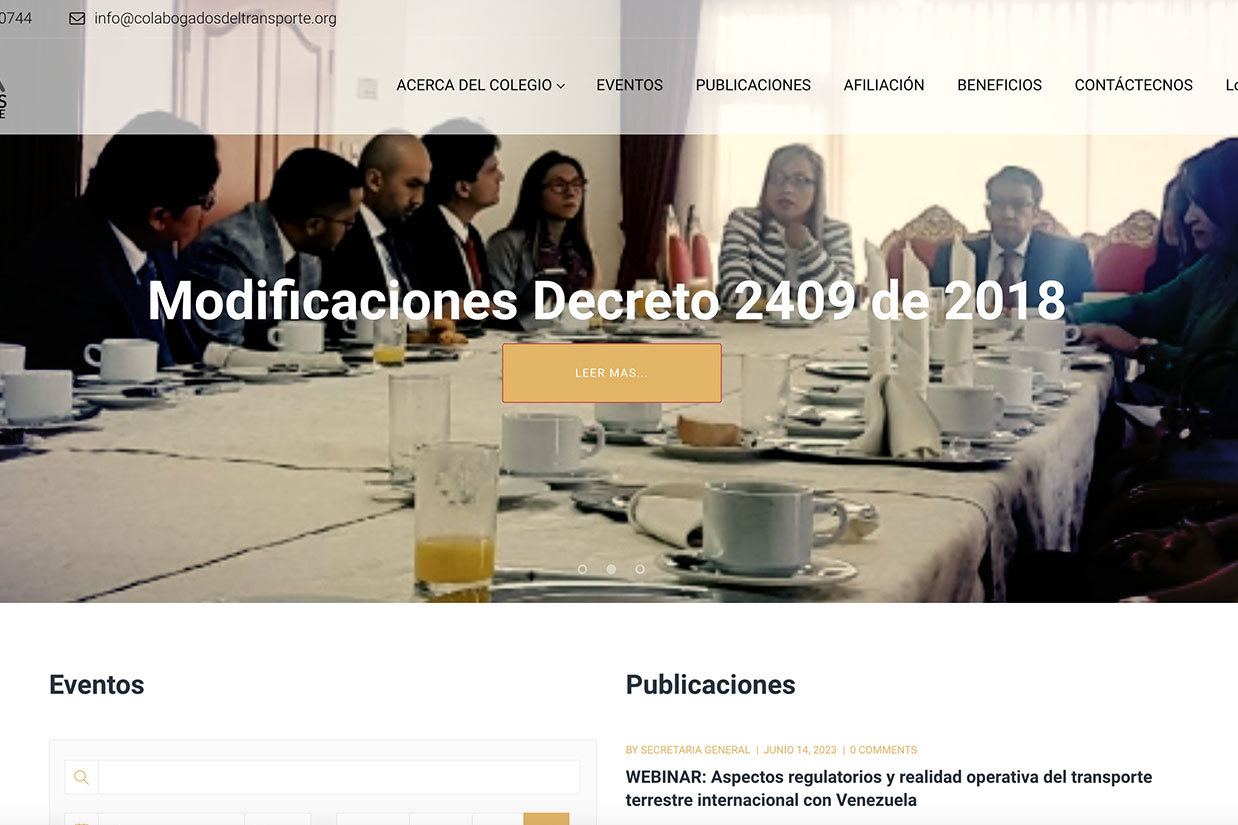 0744 info@colabogadosdeltransporte.org
ACERCA DEL COLEGIO EVENTOS PUBLICACIONES AFILIACIÓN BENEFICIOS CONTÁCTECNOS
Modificaciones Decreto 2409 de 2018
LEER MAS...
Eventos
Publicaciones
BY SECRETARIA GENERAL | JUNIO 14, 2023 | 0 COMMENTS
WEBINAR: Aspectos regulatorios y realidad operativa del transporte
terrestre internacional con Venezuela